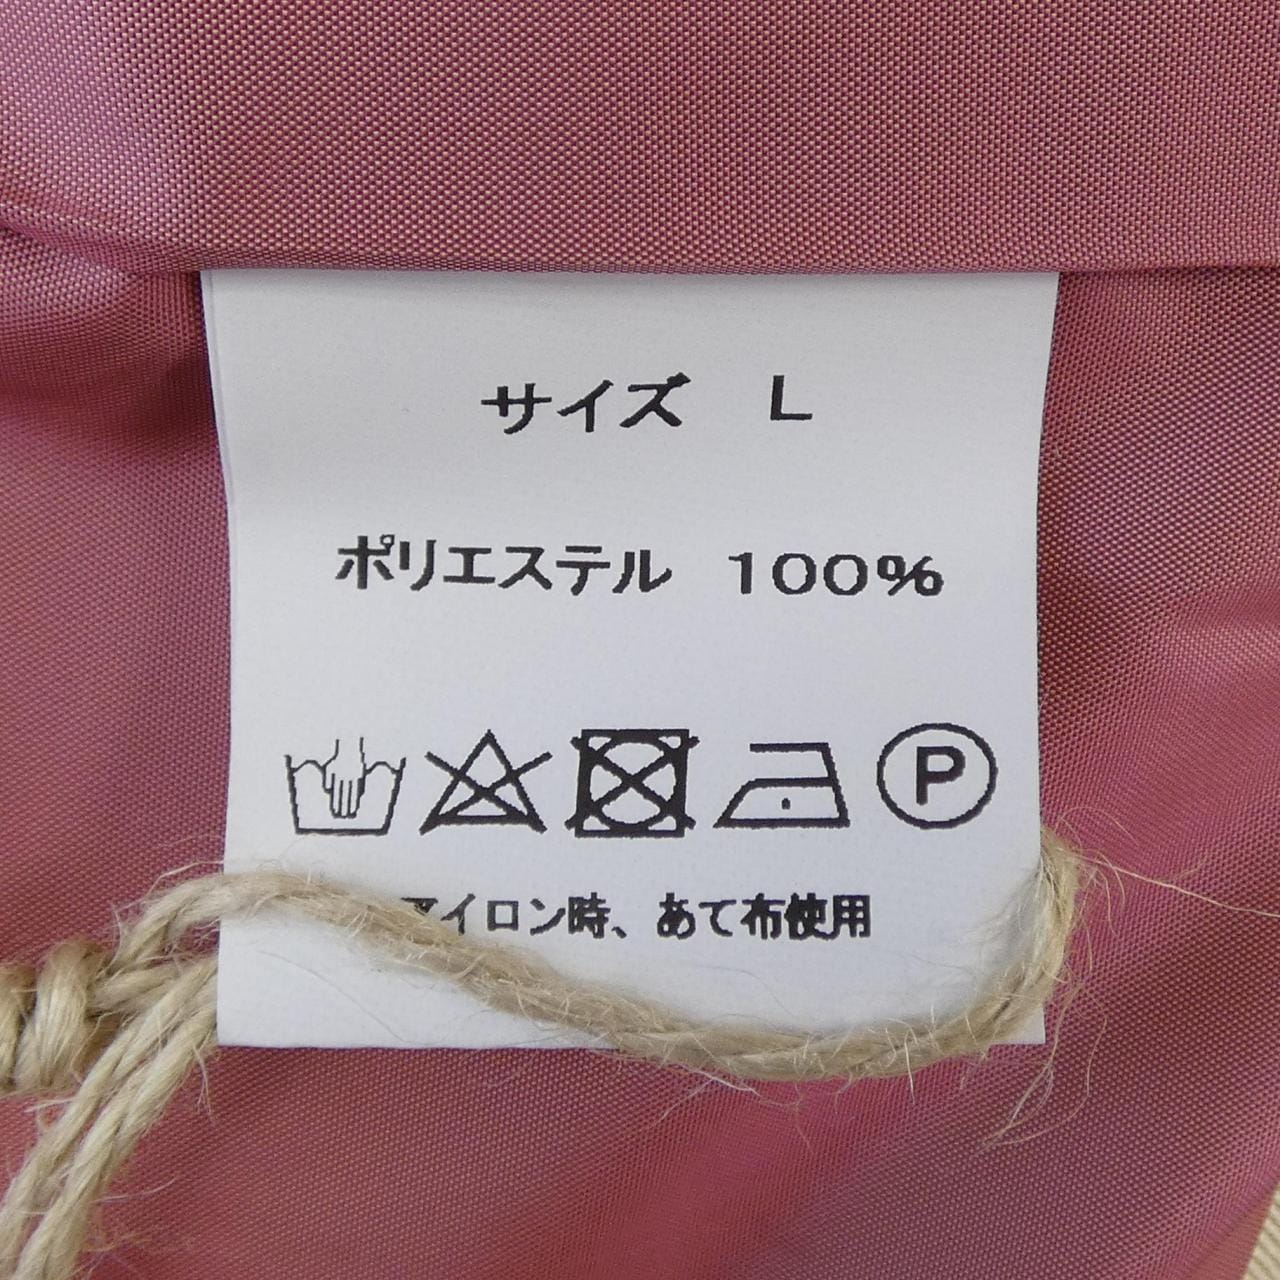 サイズ L
ポリエステル 100%
P
アイロン時、あて布使用